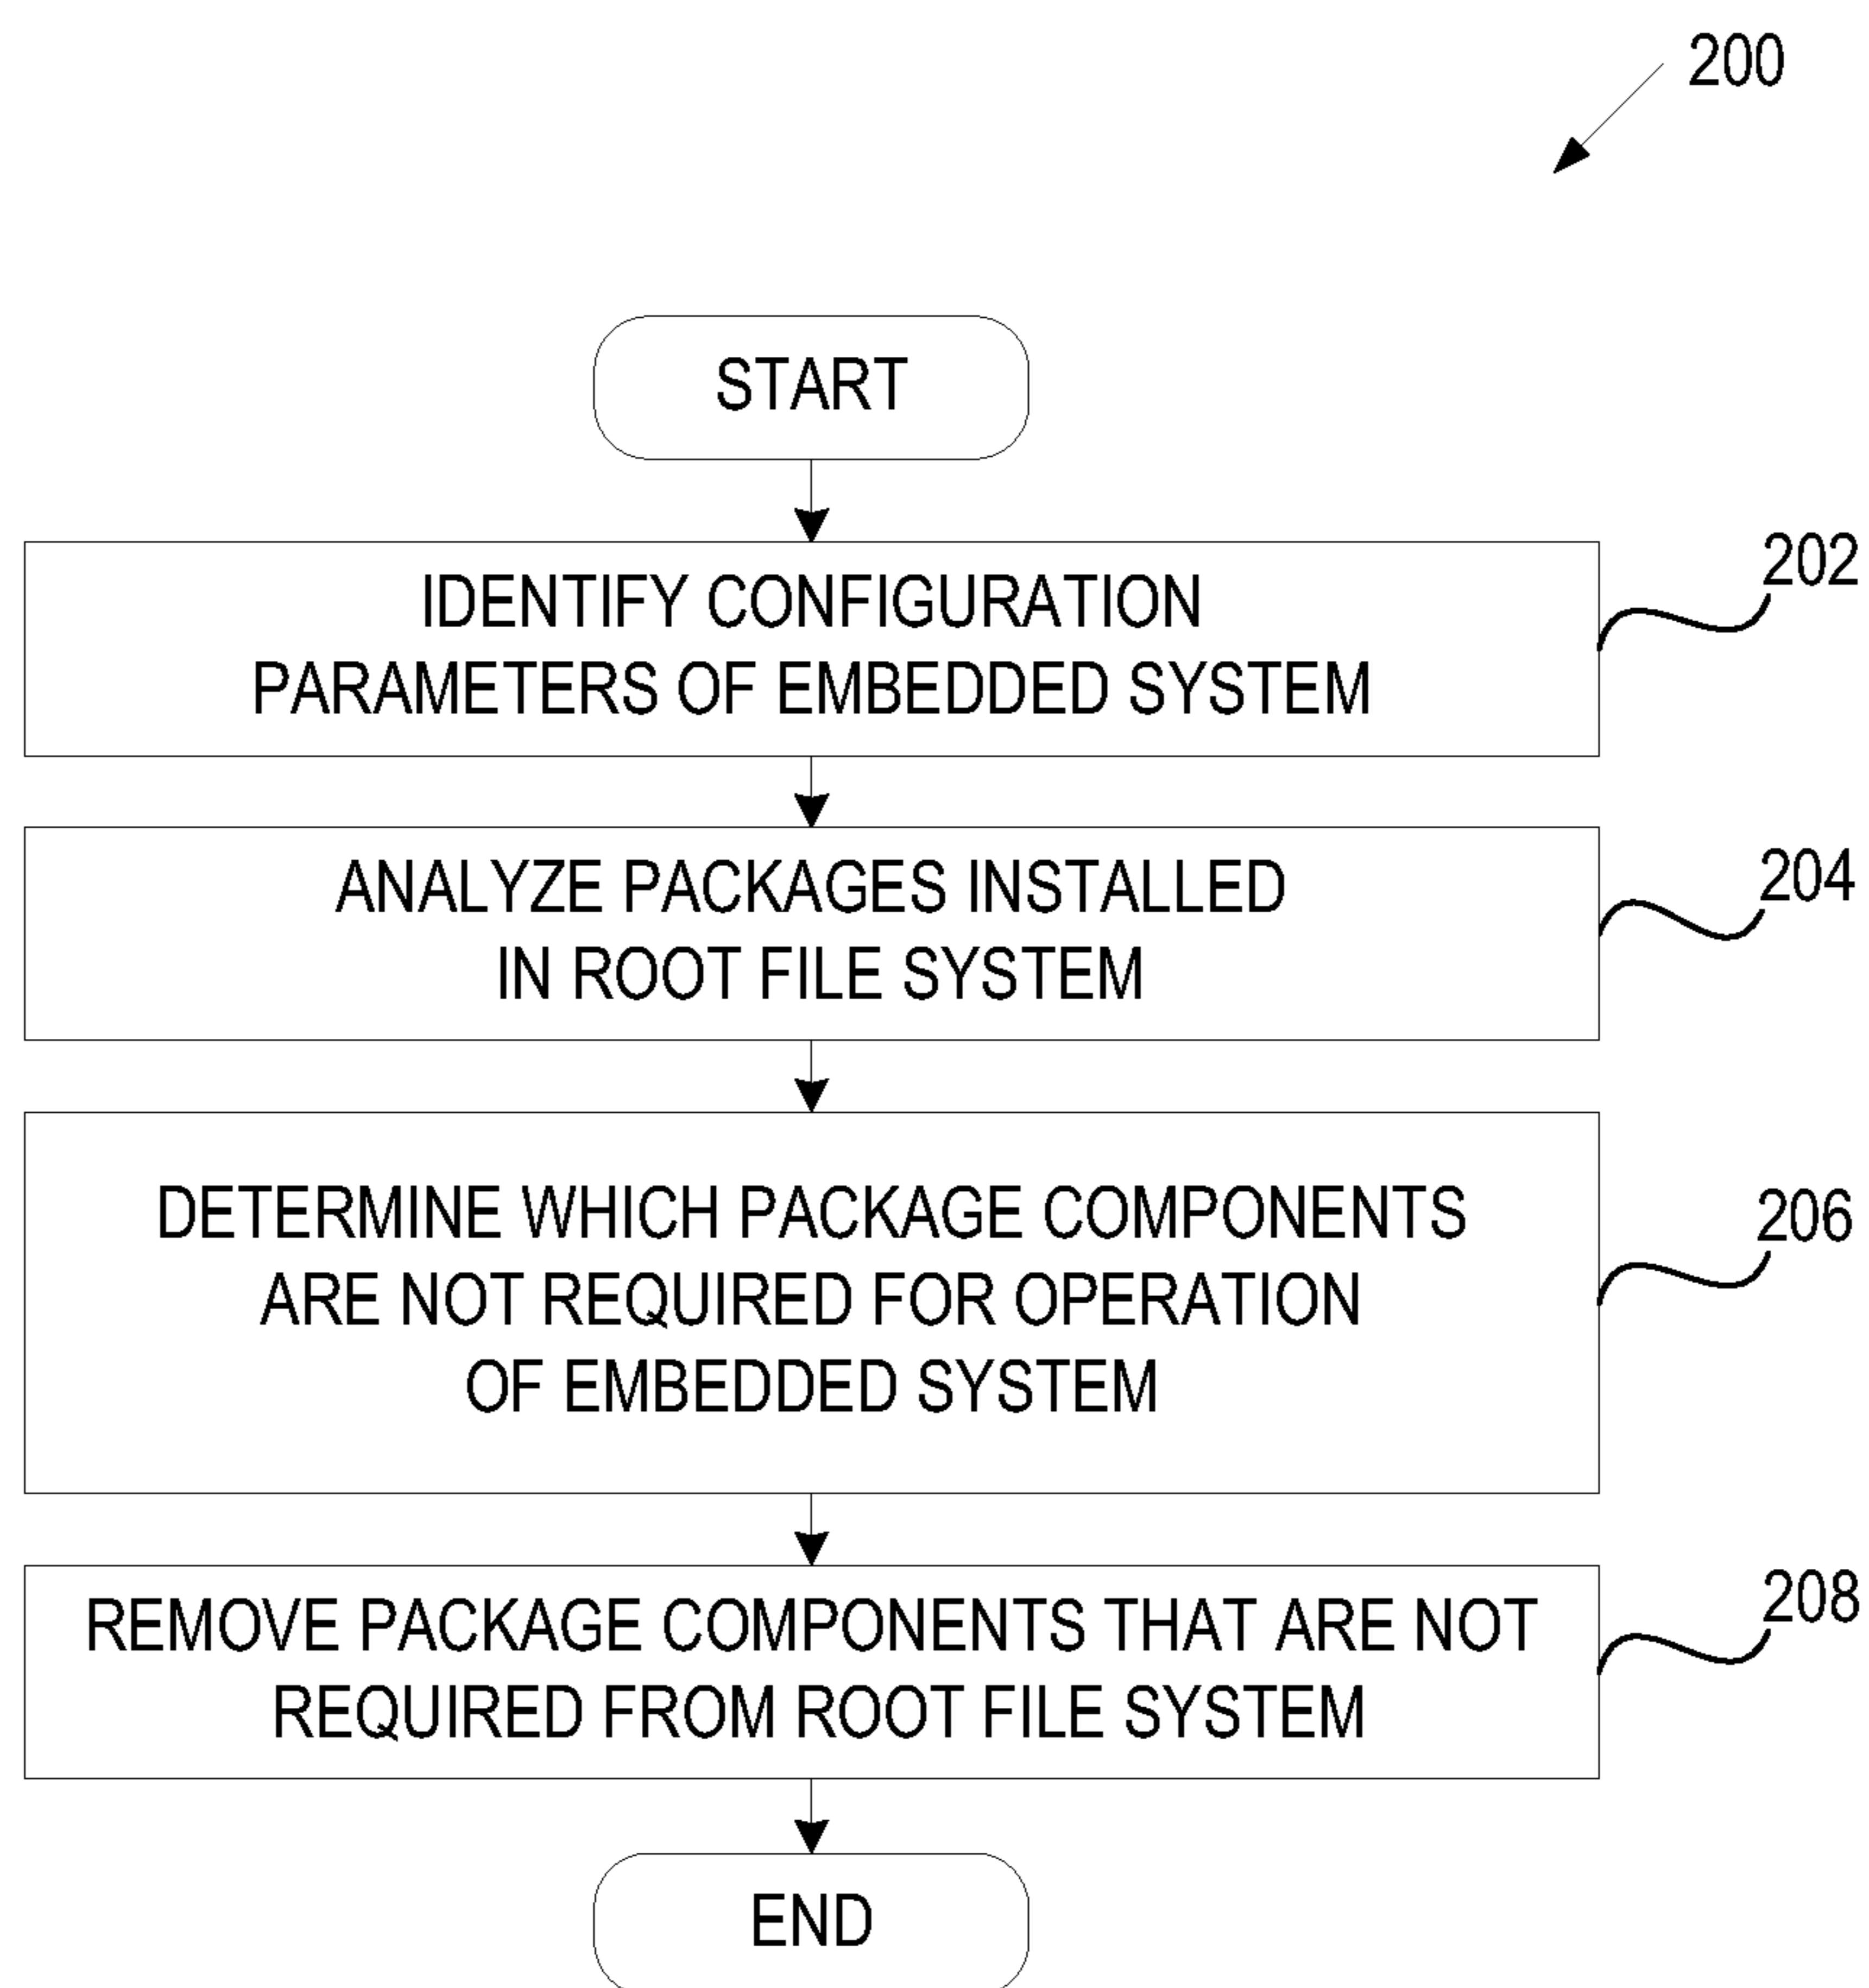 200
START
IDENTIFY CONFIGURATION
PARAMETERS OF EMBEDDED SYSTEM
202
ANALYZE PACKAGES INSTALLED
IN ROOT FILE SYSTEM
204
DETERMINE WHICH PACKAGE COMPONENTS
ARE NOT REQUIRED FOR OPERATION
OF EMBEDDED SYSTEM
206
REMOVE PACKAGE COMPONENTS THAT ARE NOT
REQUIRED FROM ROOT FILE SYSTEM
208
END